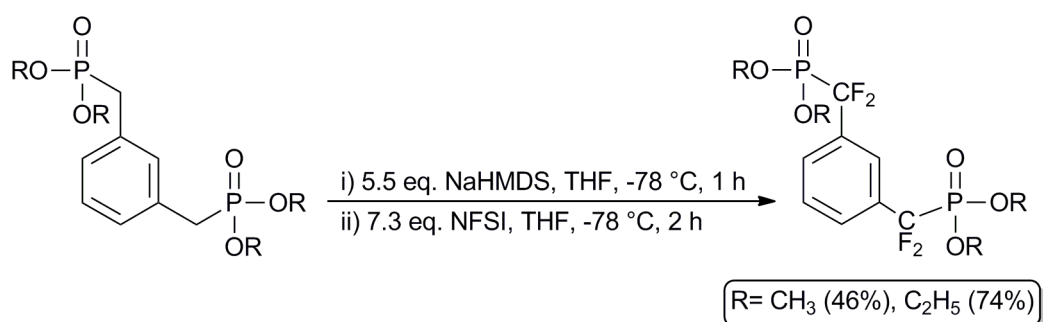 O
RO P
OR
O
P OR
OR
i) 5.5 eq. NaHMDS, THF, -78 °C, 1 h
ii) 7.3 eq. NFSI, THF, -78 °C, 2 h
O
RO P
CF2
OR
O
C P OR
F2 OR
R= CH3 (46%), C2H5 (74%)